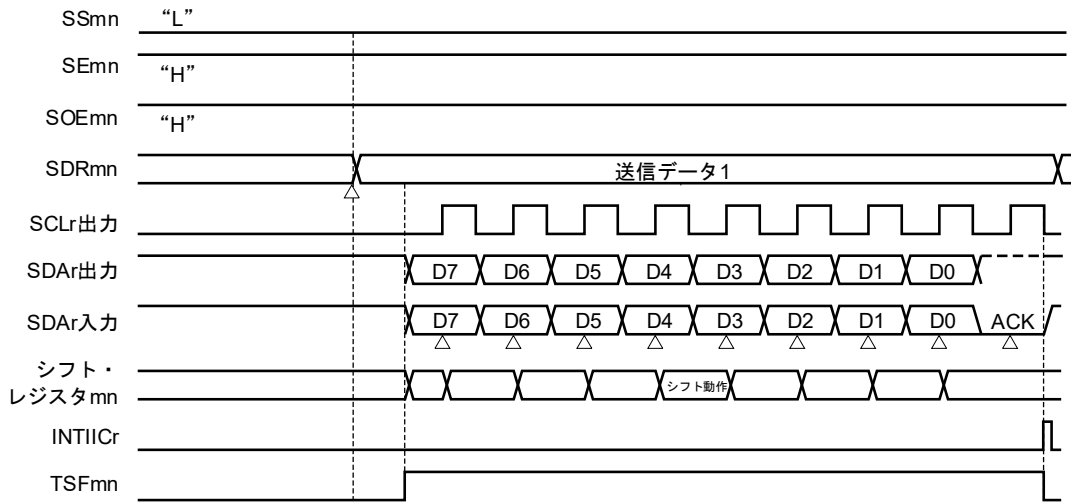 SSmn “L”
SEmn “H”
SOEmn “H”
SDRmn 送信データ1
SCLr出力
SDAr出力 D7 D6 D5 D4 D3 D2 D1 D0
SDAr入力 D7 D6 D5 D4 D3 D2 D1 D0 ACK
シフト・
レジスタmn シフト動作
INTIICr
TSFmn